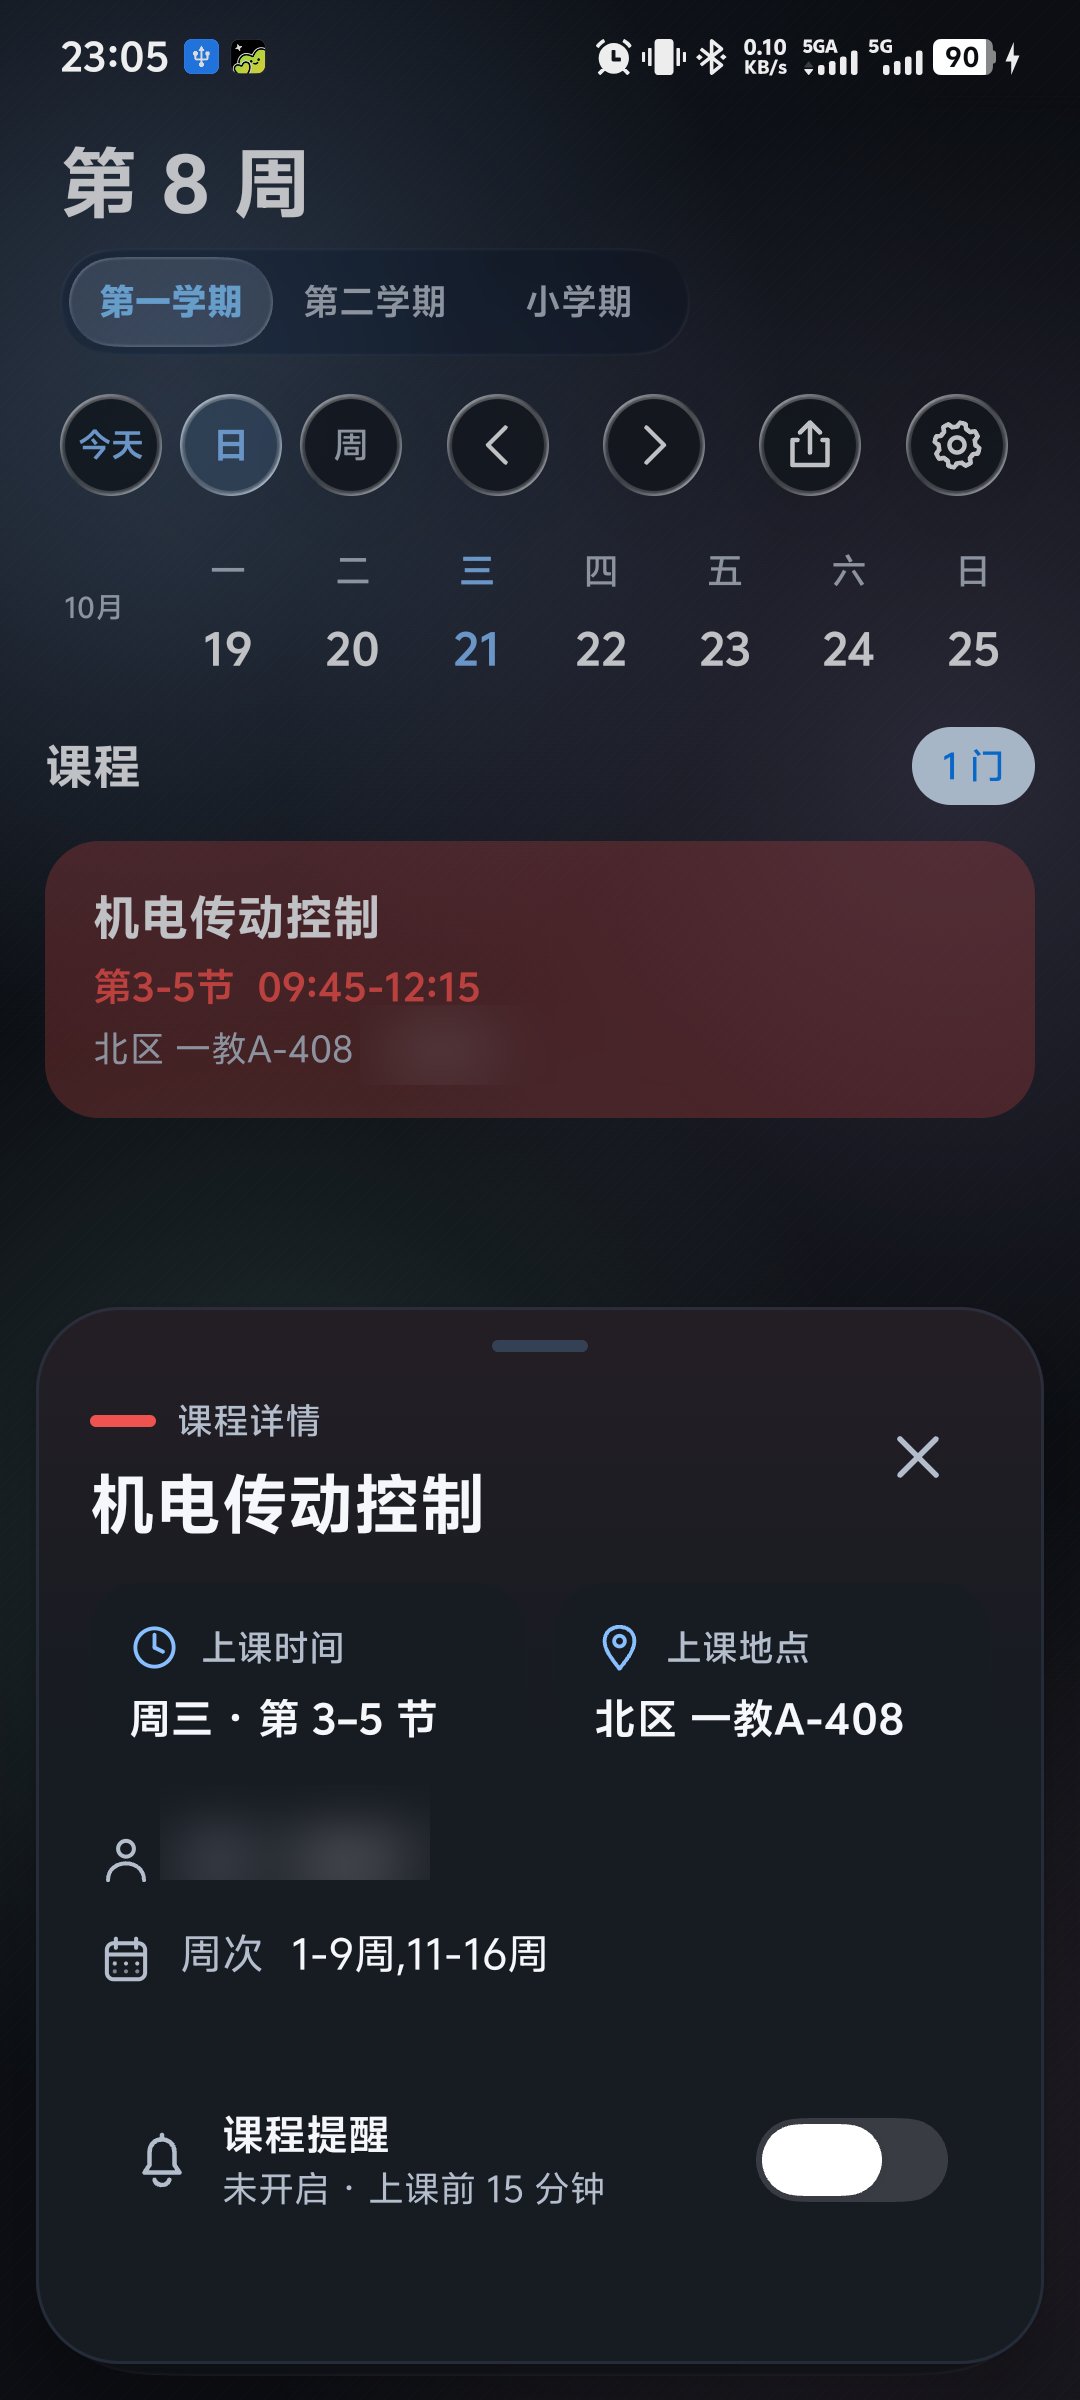 23:05
0.10 KB/s
5GA
5G
90
第 8 周
第一学期 第二学期 小学期
今天 日 周
一 二 三 四 五 六 日
10月
19 20 21 22 23 24 25
课程
1 门
机电传动控制
第3-5节 09:45-12:15
北区 一教A-408
课程详情
机电传动控制
上课时间
周三 · 第 3–5 节
上课地点
北区 一教A-408
周次 1-9周,11-16周
课程提醒
未开启 · 上课前 15 分钟